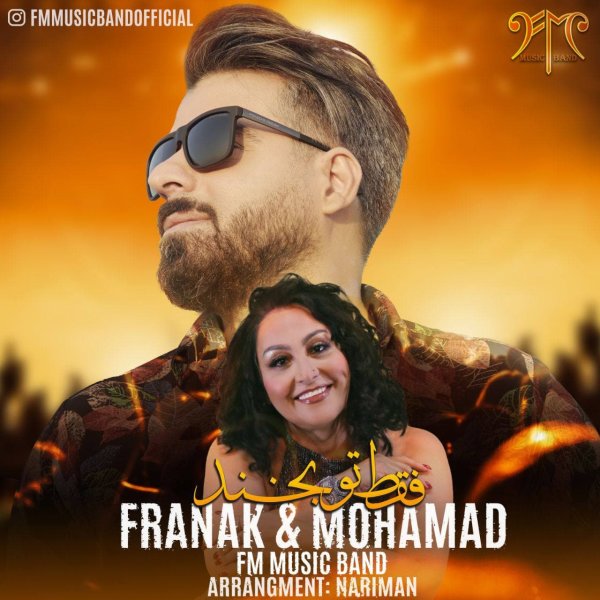 FMMUSICBANDOFFICIAL
FMC
MUSIC BAND
فقط تو بخند
FRANAK & MOHAMAD
FM MUSIC BAND
ARRANGMENT: NARIMAN